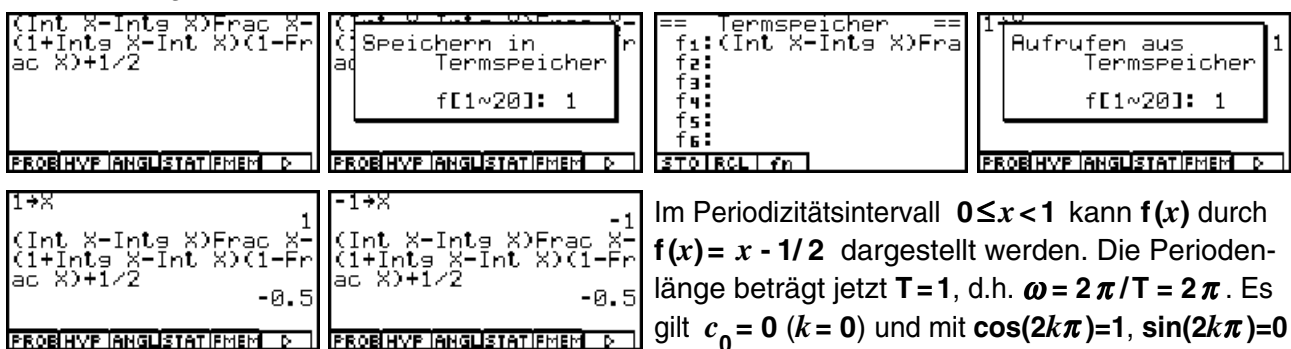 (Int X-Intg X)Frac X-
(1+Intg X-Int X)(1-Fr
ac X)+1/2
PROB HYP ANGL STAT FMEM ▷
Speichern in
Termspeicher
f[1~20]: 1
PROB HYP ANGL STAT FMEM ▷
== Termspeicher ==
f1:(Int X-Intg X)Fra
f2:
f3:
f4:
f5:
f6:
STO RCL fn
1→X
1
Aufrufen aus
Termspeicher
f[1~20]: 1
PROB HYP ANGL STAT FMEM ▷
1→X
1
(Int X-Intg X)Frac X-
(1+Intg X-Int X)(1-Fr
ac X)+1/2
-0.5
PROB HYP ANGL STAT FMEM ▷
-1→X
-1
(Int X-Intg X)Frac X-
(1+Intg X-Int X)(1-Fr
ac X)+1/2
-0.5
PROB HYP ANGL STAT FMEM ▷
Im Periodizitätsintervall 0≤x<1 kann f(x) durch
f(x)= x - 1/2 dargestellt werden. Die Perioden-
länge beträgt jetzt T=1, d.h. ω=2π/T = 2π. Es
gilt c₀=0 (k=0) und mit cos(2kπ)=1, sin(2kπ)=0